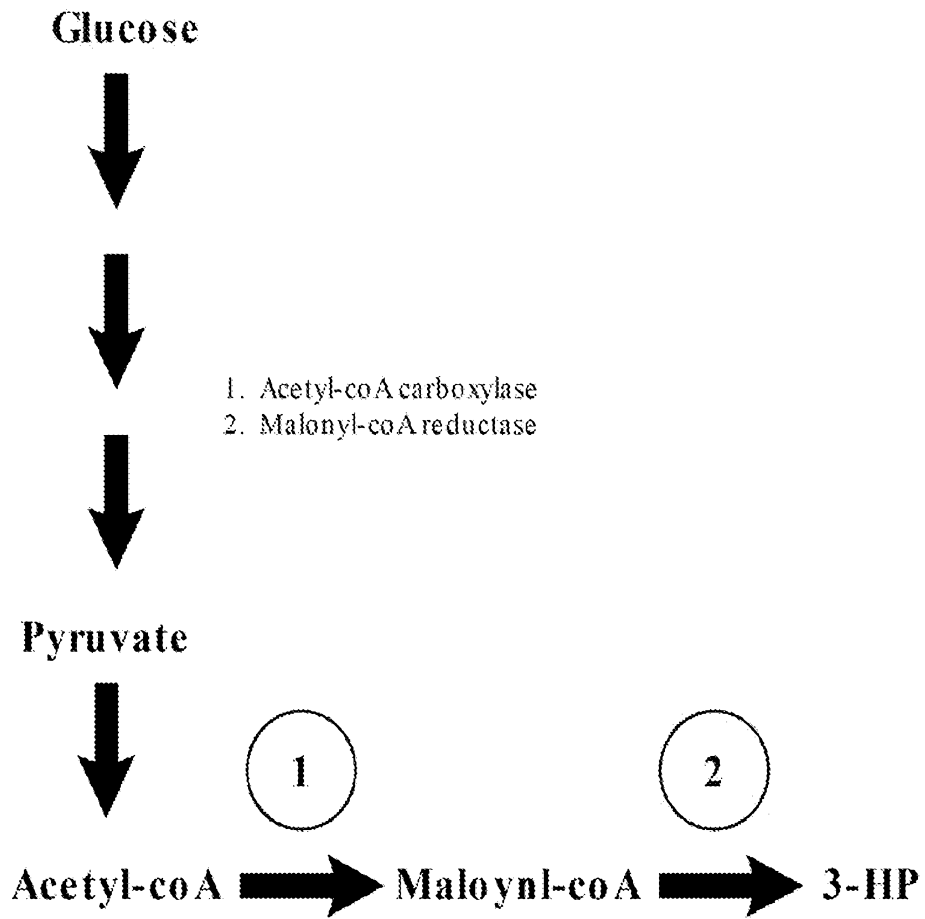 Glucose
1. Acetyl-coA carboxylase
2. Malonyl-coA reductase
Pyruvate
1 2
Acetyl-coA Maloynl-coA 3-HP